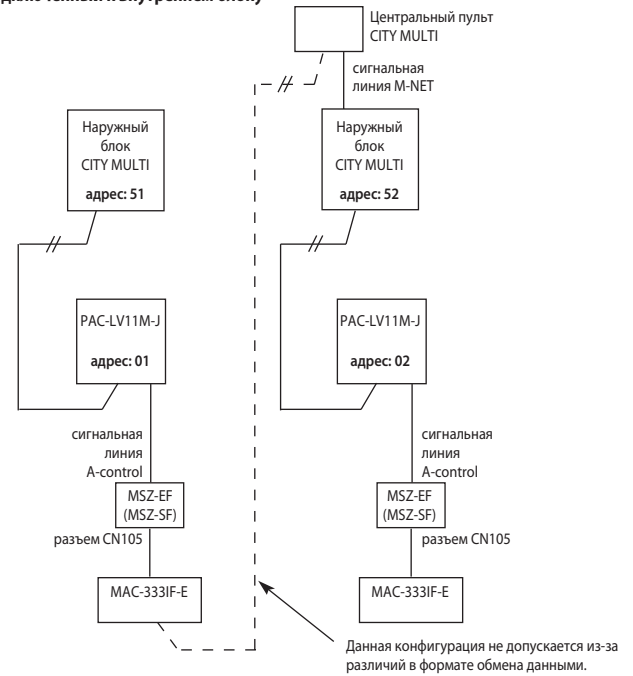 дключенный к внутреннем блоку
Центральный пульт
CITY MULTI
сигнальная
линия M-NET
Наружный
блок
CITY MULTI
адрес: 51
Наружный
блок
CITY MULTI
адрес: 52
PAC-LV11M-J
адрес: 01
PAC-LV11M-J
адрес: 02
сигнальная
линия
A-control
сигнальная
линия
A-control
MSZ-EF
(MSZ-SF)
MSZ-EF
(MSZ-SF)
разъем CN105
разъем CN105
MAC-333IF-E
MAC-333IF-E
Данная конфигурация не допускается из-за
различий в формате обмена данными.